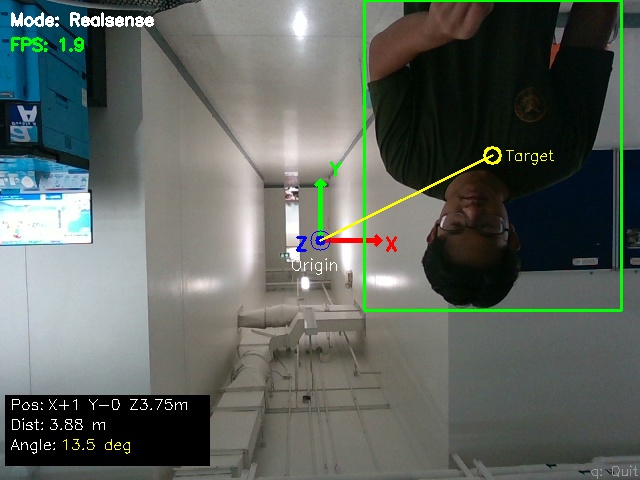 Mode: Realsense
FPS: 1.9
Y
Target
Z
X
Origin
Pos: X+1 Y-0 Z3.75m
Dist: 3.88 m
Angle: 13.5 deg
q: Quit